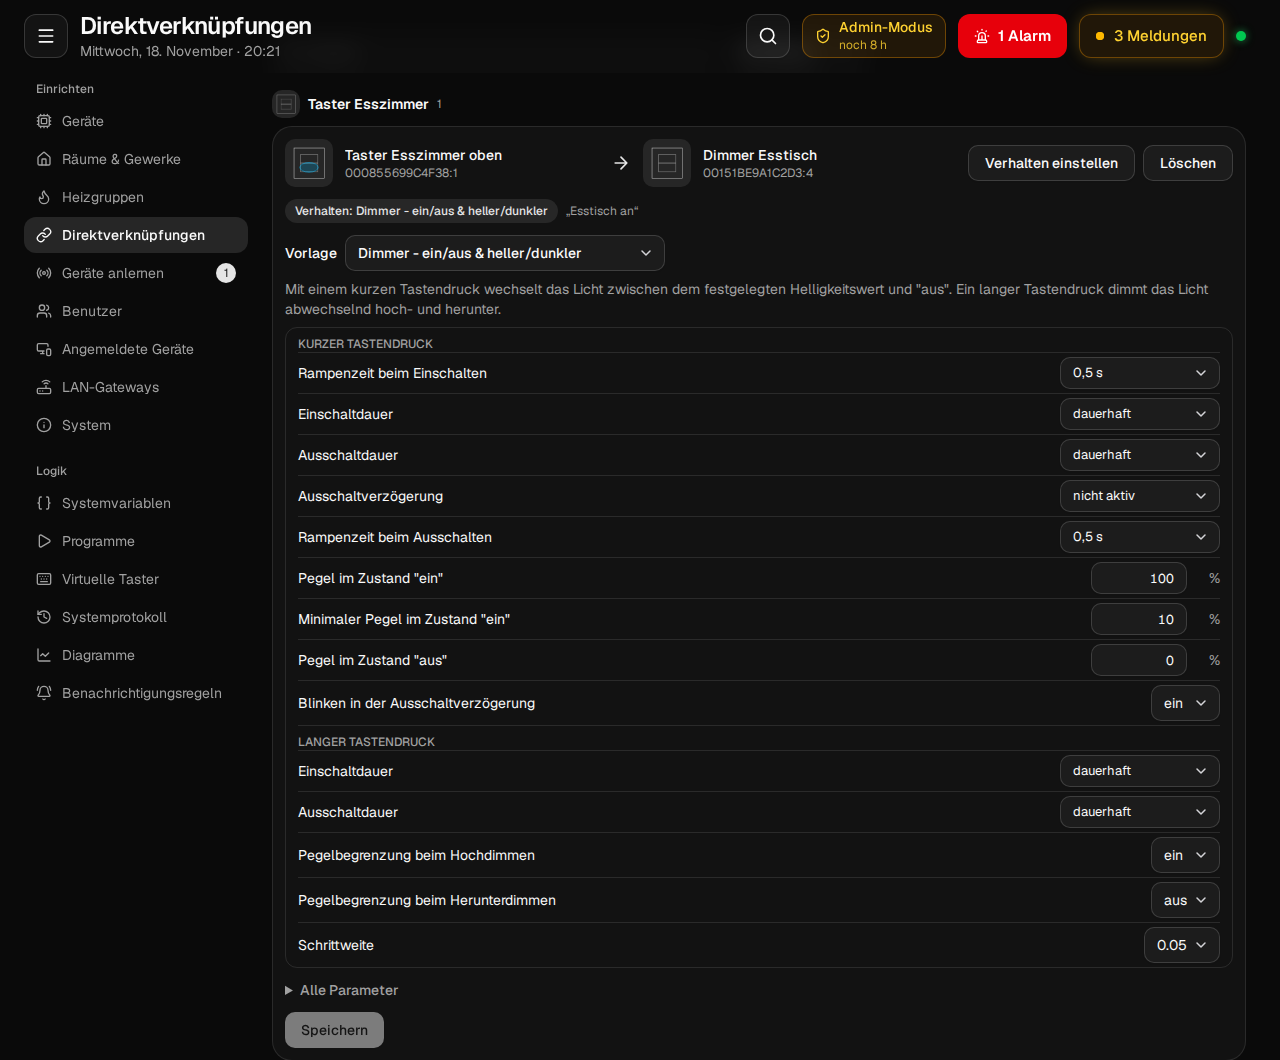 Direktverknüpfungen
Mittwoch, 18. November · 20:21
Admin-Modus
noch 8 h
1 Alarm
3 Meldungen
Einrichten
Geräte
Räume & Gewerke
Heizgruppen
Direktverknüpfungen
Geräte anlernen 1
Benutzer
Angemeldete Geräte
LAN-Gateways
System
Logik
Systemvariablen
Programme
Virtuelle Taster
Systemprotokoll
Diagramme
Benachrichtigungsregeln
Taster Esszimmer 1
Taster Esszimmer oben
000855699C4F38:1
Dimmer Esstisch
00151BE9A1C2D3:4
Verhalten einstellen
Löschen
Verhalten: Dimmer - ein/aus & heller/dunkler „Esstisch an“
Vorlage Dimmer - ein/aus & heller/dunkler
Mit einem kurzen Tastendruck wechselt das Licht zwischen dem festgelegten Helligkeitswert und "aus". Ein langer Tastendruck dimmt das Licht
abwechselnd hoch- und herunter.
KURZER TASTENDRUCK
Rampenzeit beim Einschalten 0,5 s
Einschaltdauer dauerhaft
Ausschaltdauer dauerhaft
Ausschaltverzögerung nicht aktiv
Rampenzeit beim Ausschalten 0,5 s
Pegel im Zustand "ein" 100 %
Minimaler Pegel im Zustand "ein" 10 %
Pegel im Zustand "aus" 0 %
Blinken in der Ausschaltverzögerung ein
LANGER TASTENDRUCK
Einschaltdauer dauerhaft
Ausschaltdauer dauerhaft
Pegelbegrenzung beim Hochdimmen ein
Pegelbegrenzung beim Herunterdimmen aus
Schrittweite 0.05
Alle Parameter
Speichern